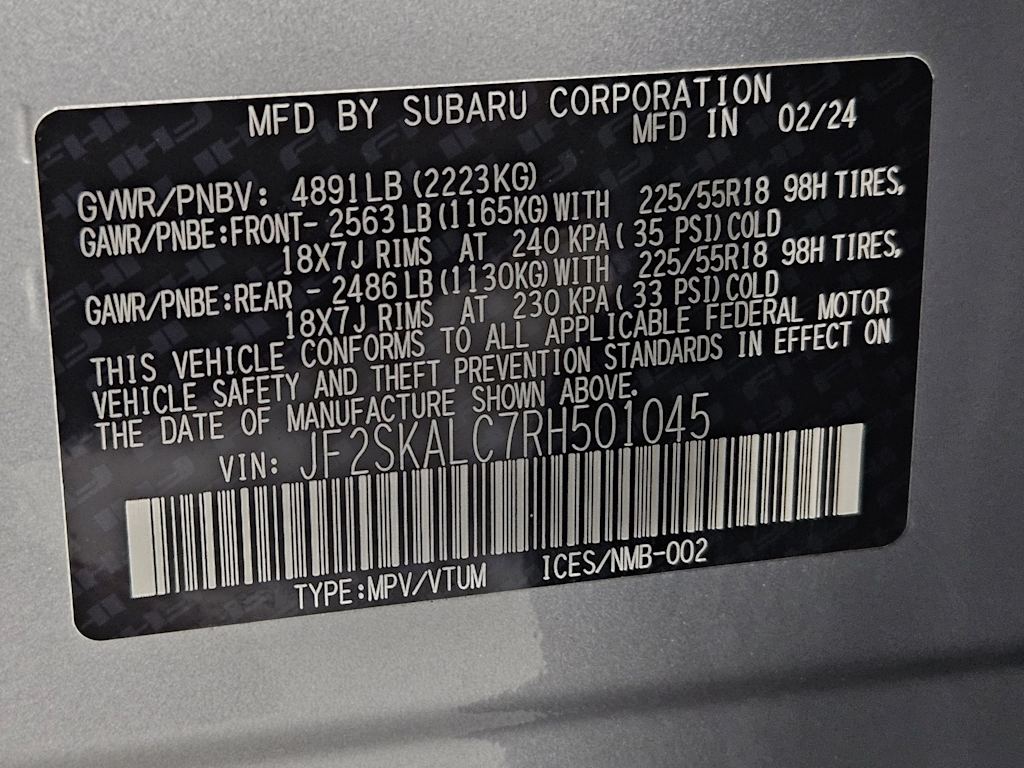 MFD BY SUBARU CORPORATION
MFD IN 02/24
GVWR/PNBV: 4891LB (2223KG)
GAWR/PNBE:FRONT- 2563 LB (1165KG) WITH 225/55R18 98H TIRES,
18X7J RIMS AT 240 KPA ( 35 PSI) COLD
GAWR/PNBE:REAR - 2486 LB (1130KG) WITH 225/55R18 98H TIRES,
18X7J RIMS AT 230 KPA ( 33 PSI) COLD
THIS VEHICLE CONFORMS TO ALL APPLICABLE FEDERAL MOTOR
VEHICLE SAFETY AND THEFT PREVENTION STANDARDS IN EFFECT ON
THE DATE OF MANUFACTURE SHOWN ABOVE.
VIN: JF2SKALC7RH501045
TYPE:MPV/VTUM ICES/NMB-002